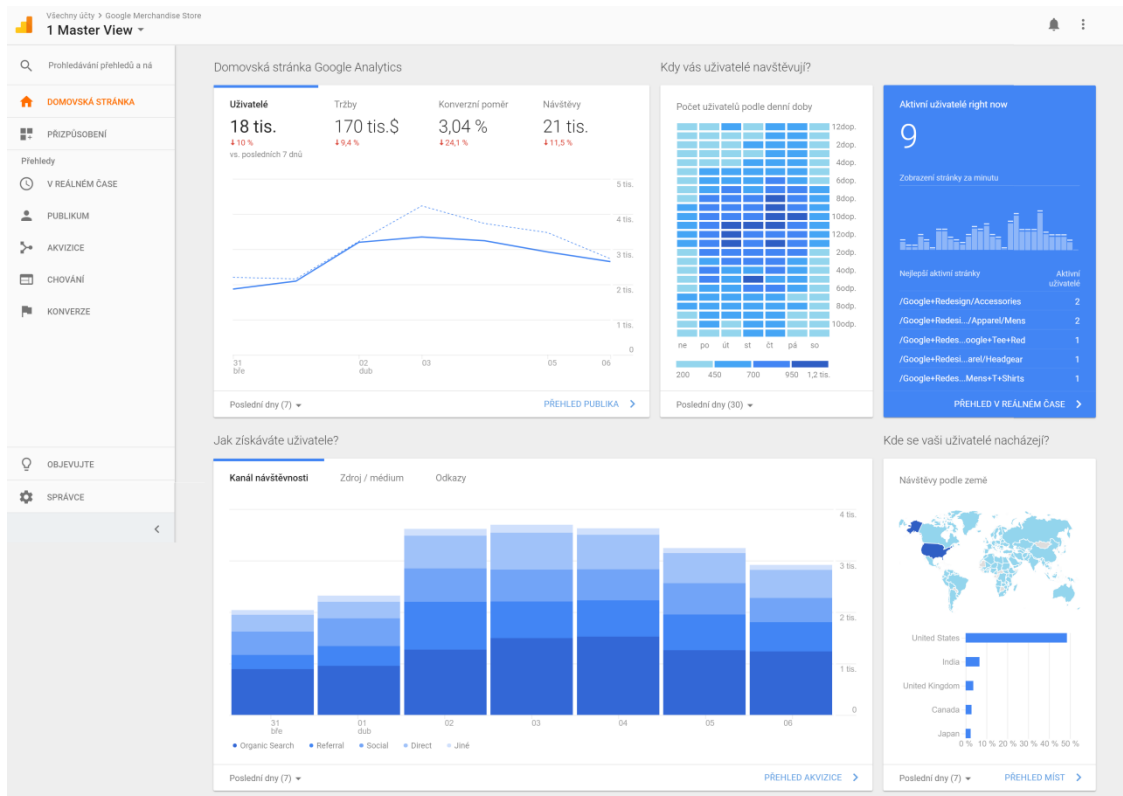 Všechny účty > Google Merchandise Store
1 Master View
Prohledávání přehledů a ná
DOMOVSKÁ STRÁNKA
PŘIZPŮSOBENÍ
Přehledy
V REÁLNÉM ČASE
PUBLIKUM
AKVIZICE
CHOVÁNÍ
KONVERZE
OBJEVUJTE
SPRÁVCE
Domovská stránka Google Analytics
Uživatelé Tržby Konverzní poměr Návštěvy
18 tis. 170 tis.$ 3,04 % 21 tis.
10 % 9,4 % 24,1 % 11,5 %
vs. posledních 7 dnů
5 tis.
4 tis.
3 tis.
2 tis.
1 tis.
0
31 02 03 05 06
bře dub
Poslední dny (7) PŘEHLED PUBLIKA
Kdy vás uživatelé navštěvují?
Počet uživatelů podle denní doby
12dop.
2dop.
4dop.
6dop.
8dop.
10dop.
12odp.
2odp.
4odp.
6odp.
8odp.
10odp.
ne po út st čt pá so
200 450 700 950 1,2 tis.
Poslední dny (30)
Aktivní uživatelé right now
9
Zobrazení stránky za minutu
Nejlepší aktivní stránky Aktivní
uživatelé
/Google+Redesign/Accessories 2
/Google+Redesi.../Apparel/Mens 2
/Google+Redes...oogle+Tee+Red 1
/Google+Redesi...arel/Headgear 1
/Google+Redes...Mens+T+Shirts 1
PŘEHLED V REÁLNÉM ČASE
Jak získáváte uživatele?
Kanál návštěvnosti Zdroj / médium Odkazy
4 tis.
3 tis.
2 tis.
1 tis.
0
31 01 02 03 04 05 06
bře dub
Organic Search Referral Social Direct Jiné
Poslední dny (7) PŘEHLED AKVIZICE
Kde se vaši uživatelé nacházejí?
Návštěvy podle země
United States
India
United Kingdom
Canada
Japan
0 % 10 % 20 % 30 % 40 % 50 %
Poslední dny (7) PŘEHLED MÍST